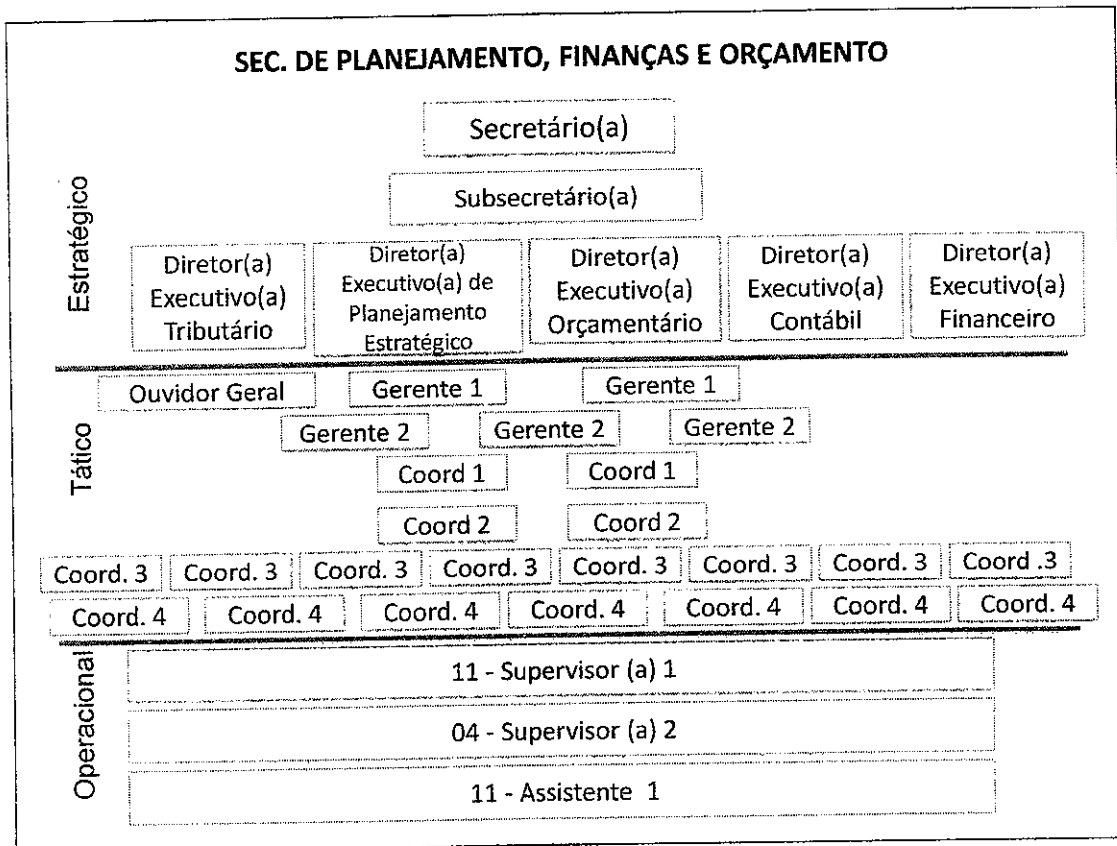 SEC. DE PLANEJAMENTO, FINANÇAS E ORÇAMENTO
Estratégico
Secretário(a)
Subsecretário(a)
Diretor(a)
Executivo(a)
Tributário
Diretor(a)
Executivo(a) de
Planejamento
Estratégico
Diretor(a)
Executivo(a)
Orçamentário
Diretor(a)
Executivo(a)
Contábil
Diretor(a)
Executivo(a)
Financeiro
Tático
Ouvidor Geral
Gerente 1
Gerente 1
Gerente 2
Gerente 2
Gerente 2
Coord 1
Coord 1
Coord 2
Coord 2
Coord. 3
Coord. 3
Coord. 3
Coord. 3
Coord. 3
Coord. 3
Coord. 3
Coord .3
Coord. 4
Coord. 4
Coord. 4
Coord. 4
Coord. 4
Coord. 4
Coord. 4
Operacional
11 - Supervisor (a) 1
04 - Supervisor (a) 2
11 - Assistente 1